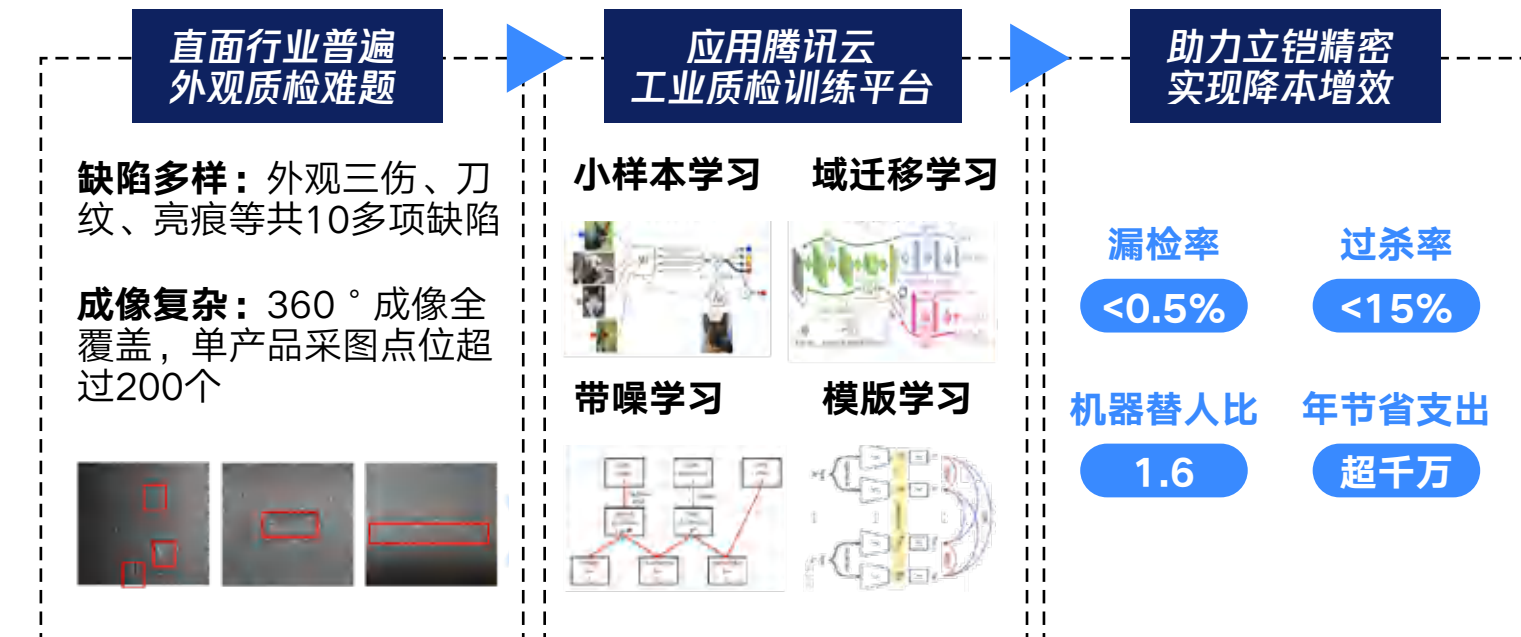 直面行业普遍
外观质检难题
应用腾讯云
工业质检训练平台
助力立铠精密
实现降本增效
缺陷多样：外观三伤、刀
纹、亮痕等共10多项缺陷
成像复杂：360°成像全
覆盖，单产品采图点位超
过200个
小样本学习
域迁移学习
带噪学习
模版学习
漏检率
过杀率
<0.5%
<15%
机器替人比
年节省支出
1.6
超千万